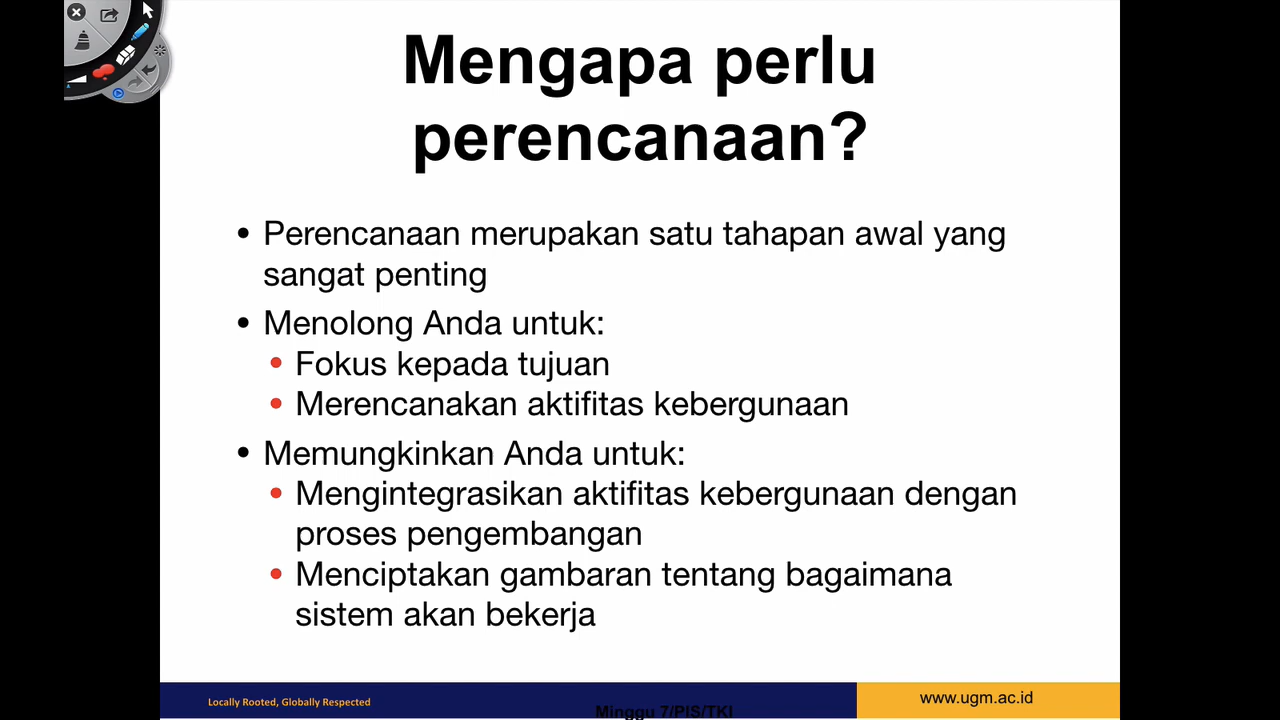 Mengapa perlu
perencanaan?
• Perencanaan merupakan satu tahapan awal yang
sangat penting
• Menolong Anda untuk:
• Fokus kepada tujuan
• Merencanakan aktifitas kebergunaan
• Memungkinkan Anda untuk:
• Mengintegrasikan aktifitas kebergunaan dengan
proses pengembangan
• Menciptakan gambaran tentang bagaimana
sistem akan bekerja
Locally Rooted, Globally Respected
Minggu 7/PIS/TKI
www.ugm.ac.id